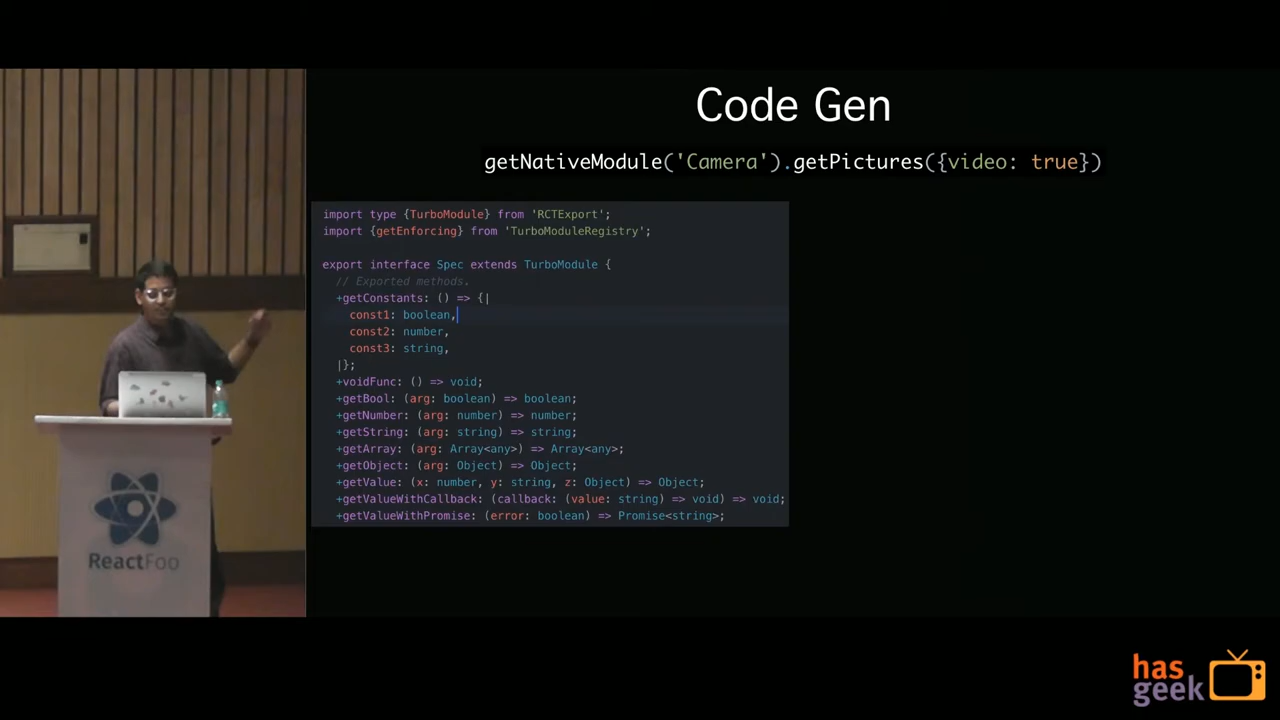 Code Gen
getNativeModule('Camera').getPictures({video: true})
import type {TurboModule} from 'RCTExport';
import {getEnforcing} from 'TurboModuleRegistry';
export interface Spec extends TurboModule {
// Exported methods.
+getConstants: () => {|
const1: boolean,
const2: number,
const3: string,
|};
+voidFunc: () => void;
+getBool: (arg: boolean) => boolean;
+getNumber: (arg: number) => number;
+getString: (arg: string) => string;
+getArray: (arg: Array<any>) => Array<any>;
+getObject: (arg: Object) => Object;
+getValue: (x: number, y: string, z: Object) => Object;
+getValueWithCallback: (callback: (value: string) => void) => void;
+getValueWithPromise: (error: boolean) => Promise<string>;
ReactFoo
has
geek